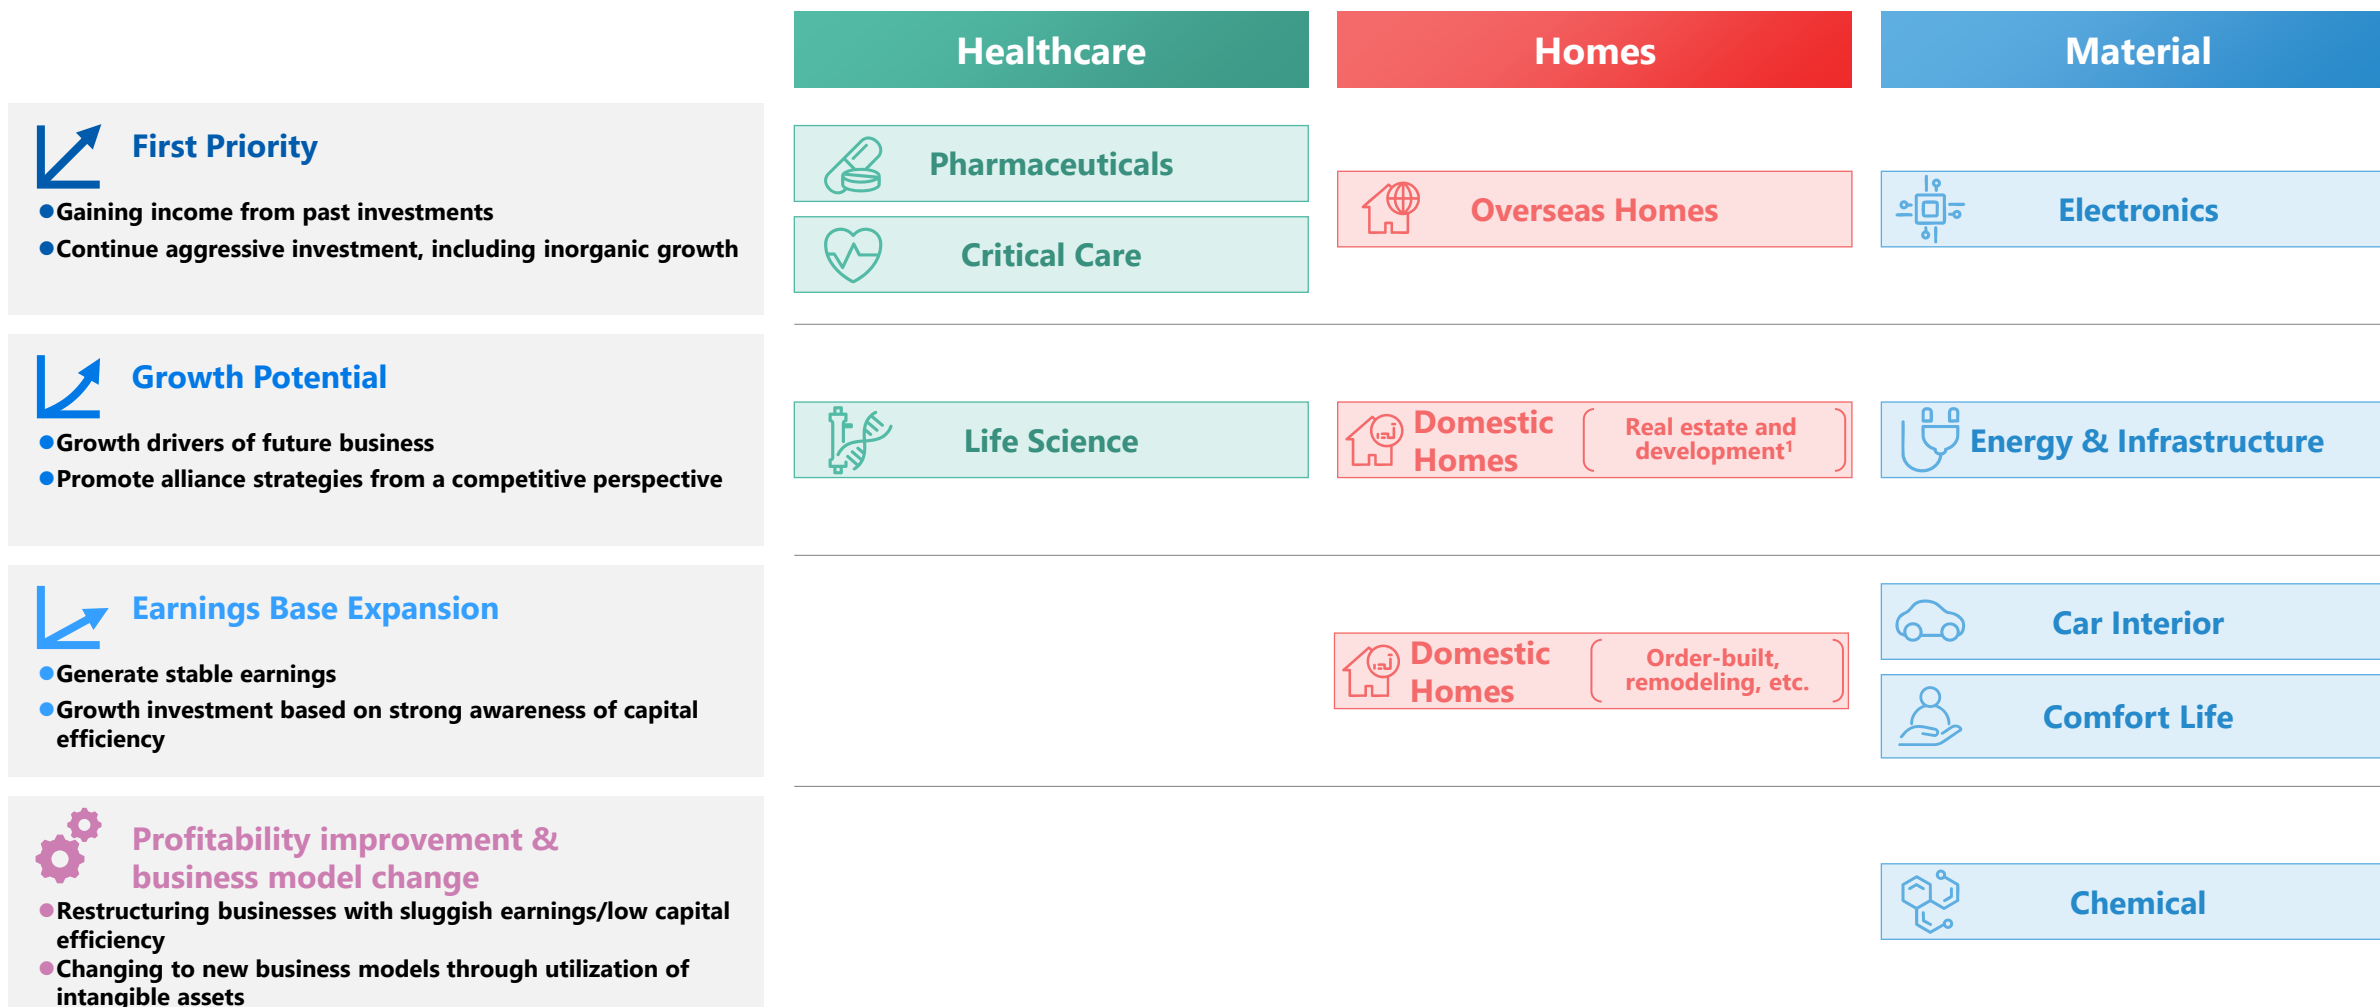 Healthcare
Homes
Material
First Priority
●Gaining income from past investments
●Continue aggressive investment, including inorganic growth
Pharmaceuticals
Critical Care
Overseas Homes
Electronics
Growth Potential
●Growth drivers of future business
●Promote alliance strategies from a competitive perspective
Life Science
Domestic
Homes
Real estate and
development¹
Energy & Infrastructure
Earnings Base Expansion
●Generate stable earnings
●Growth investment based on strong awareness of capital
efficiency
Domestic
Homes
Order-built,
remodeling, etc.
Car Interior
Comfort Life
Profitability improvement &
business model change
●Restructuring businesses with sluggish earnings/low capital
efficiency
●Changing to new business models through utilization of
intangible assets
Chemical